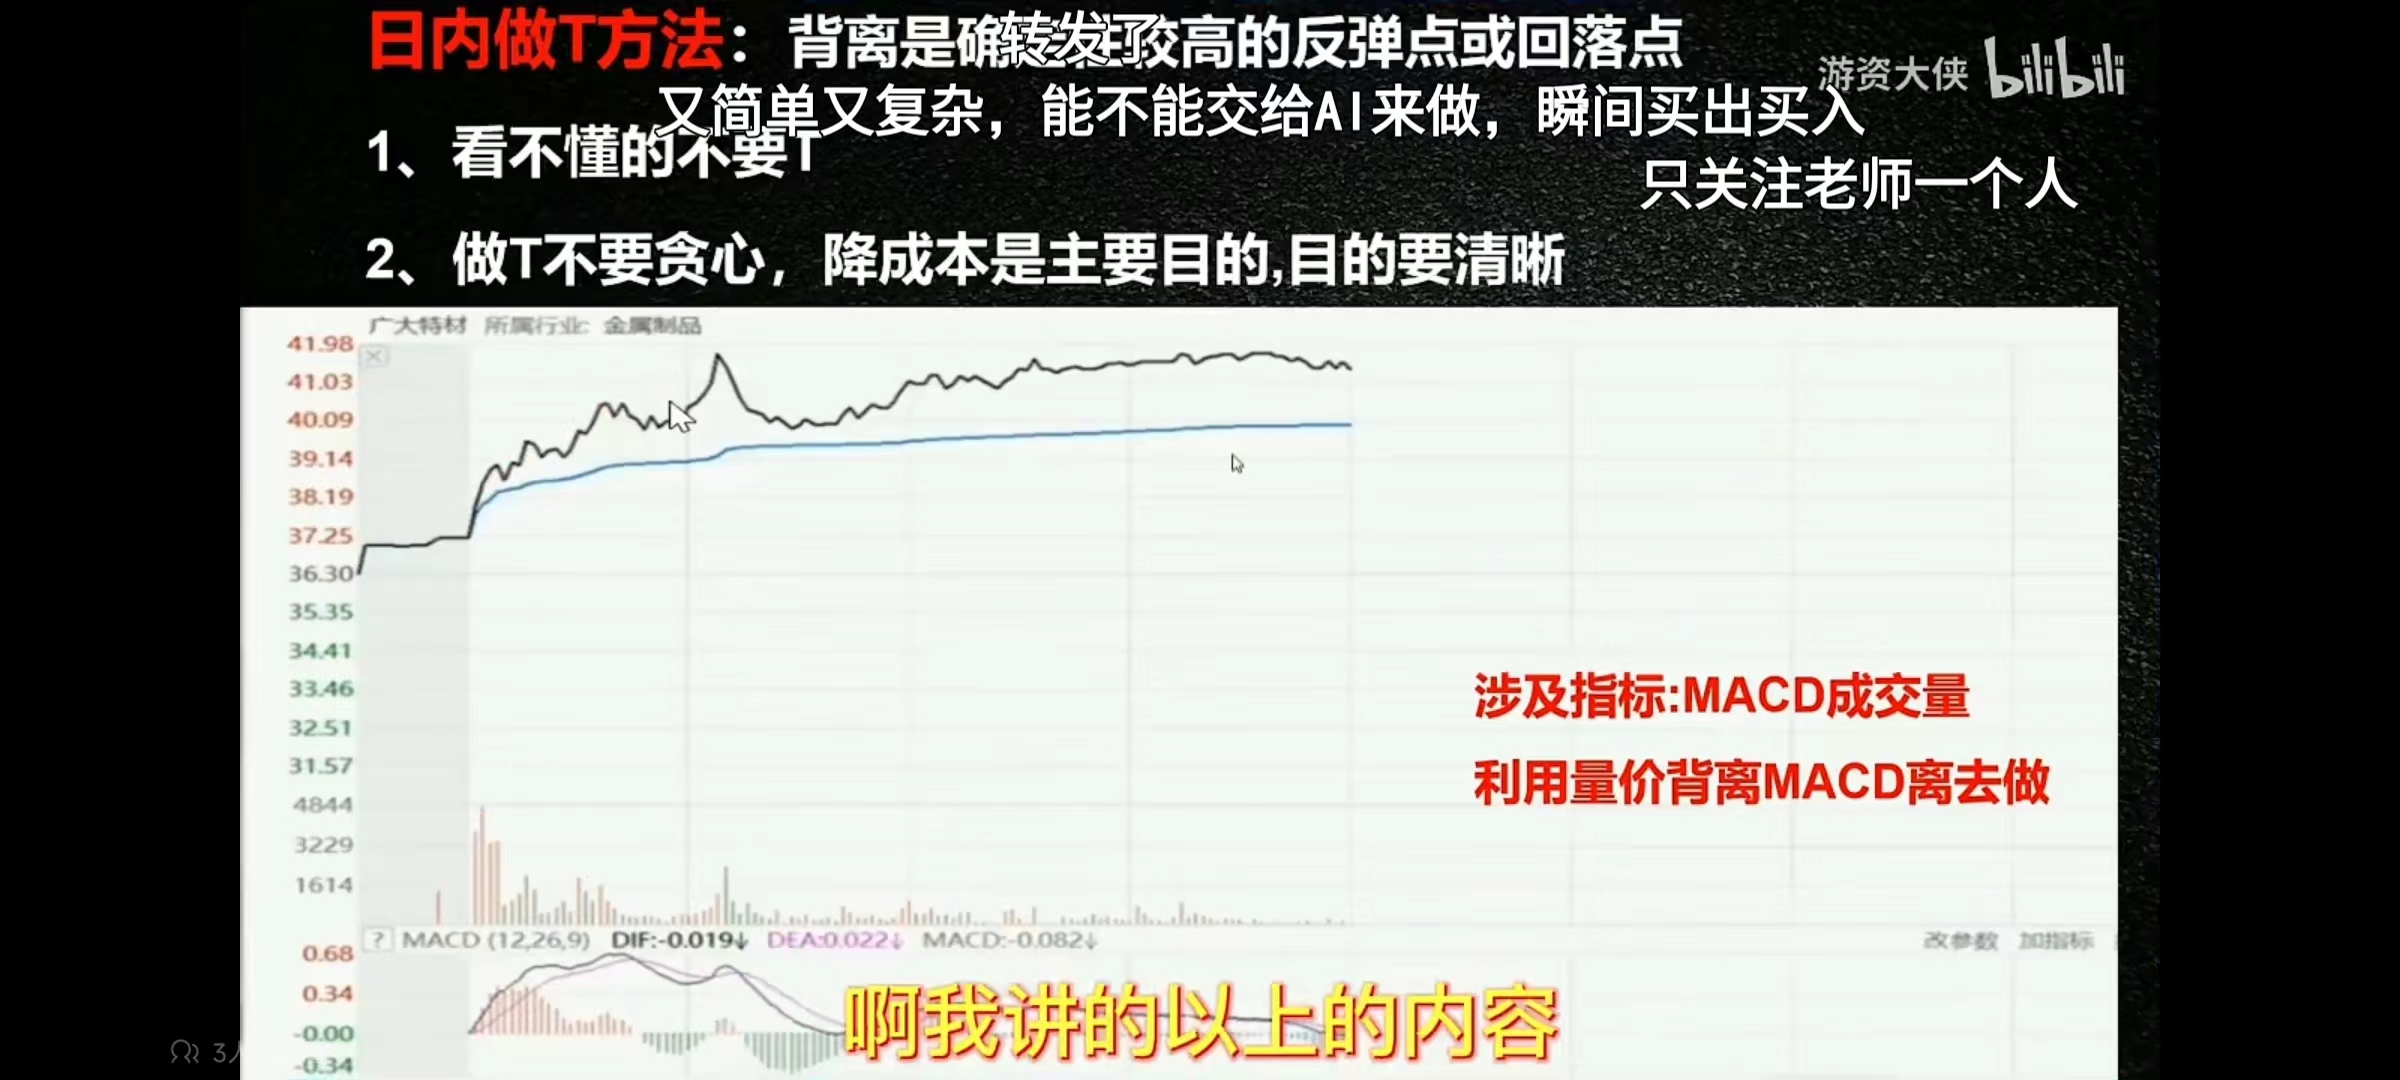 日内做T方法：背离是确转发了较高的反弹点或回落点
游资大侠 bilibili
又简单又复杂，能不能交给AI来做，瞬间买出买入
1、看不懂的不要T
只关注老师一个人
2、做T不要贪心，降成本是主要目的,目的要清晰
广大特材 所属行业: 金属制品
41.98
41.03
40.09
39.14
38.19
37.25
36.30
35.35
34.41
33.46
涉及指标:MACD成交量
32.51
31.57
利用量价背离MACD离去做
4844
3229
1614
? MACD (12,26,9) DIF:-0.019↓ DEA:0.022↓ MACD:-0.082↓
改参数 加指标
0.68
0.34
啊我讲的以上的内容
-0.00
3人
-0.34